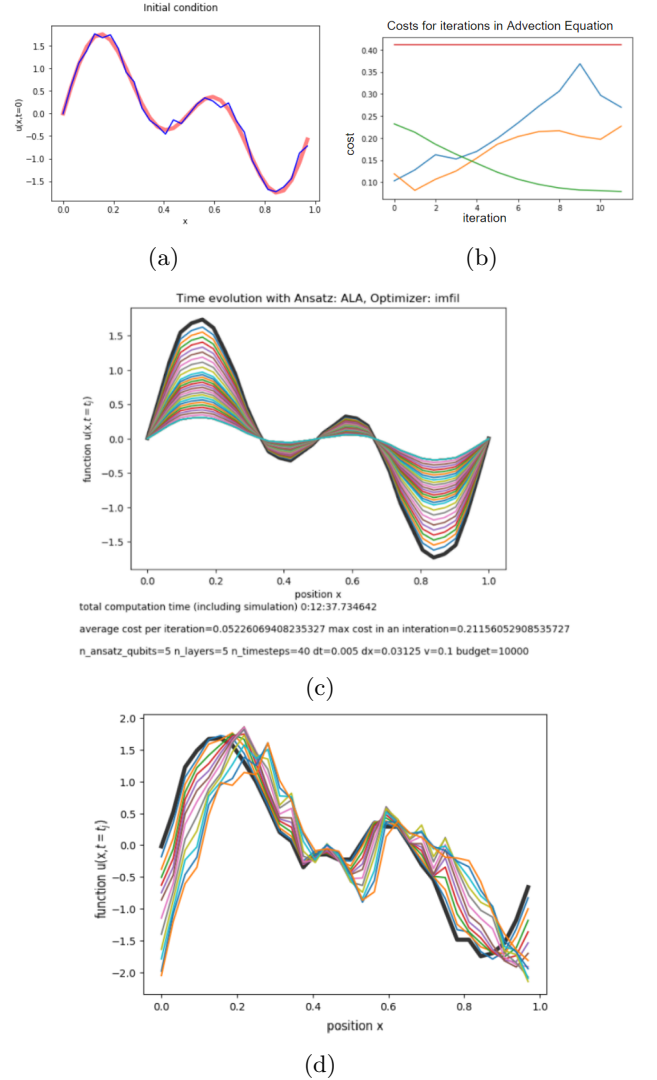 Initial condition
u(x,t=0)
1.5
1.0
0.5
0.0
−0.5
−1.0
−1.5
0.0 0.2 0.4 0.6 0.8 1.0
x
(a)
Costs for iterations in Advection Equation
cost
0.40
0.35
0.30
0.25
0.20
0.15
0.10
0 2 4 6 8 10
iteration
(b)
Time evolution with Ansatz: ALA, Optimizer: imfil
function u(x,t = tj)
1.5
1.0
0.5
0.0
−0.5
−1.0
−1.5
0.0 0.2 0.4 0.6 0.8 1.0
position x
total computation time (including simulation) 0:12:37.734642
average cost per iteration=0.05226069408235327 max cost in an interation=0.21156052908535727
n_ansatz_qubits=5 n_layers=5 n_timesteps=40 dt=0.005 dx=0.03125 v=0.1 budget=10000
(c)
function u(x,t = tj)
2.0
1.5
1.0
0.5
0.0
−0.5
−1.0
−1.5
−2.0
0.0 0.2 0.4 0.6 0.8 1.0
position x
(d)